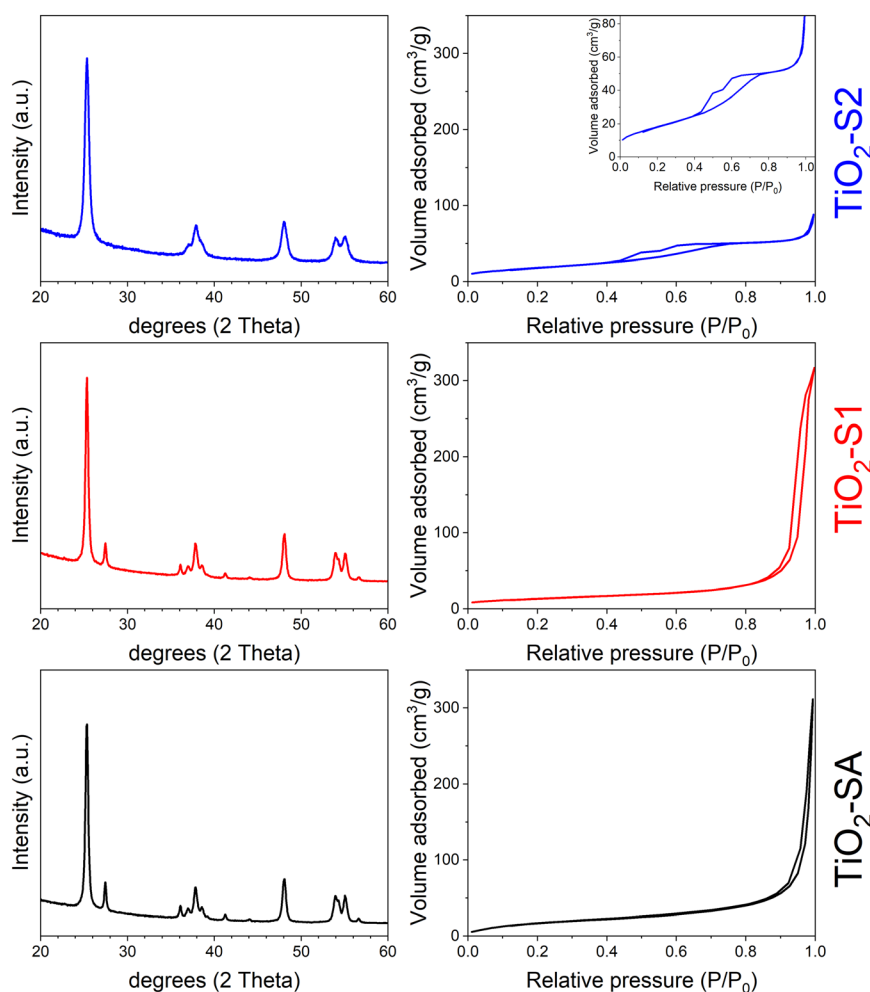 Intensity (a.u.)
20 30 40 50 60
degrees (2 Theta)
Volume adsorbed (cm³/g)
300
200
100
0
0.0 0.2 0.4 0.6 0.8 1.0
Relative pressure (P/P₀)
Volume adsorbed (cm³/g)
80
60
40
20
0
0.0 0.2 0.4 0.6 0.8 1.0
Relative pressure (P/P₀)
TiO₂-S2
Intensity (a.u.)
20 30 40 50 60
degrees (2 Theta)
Volume adsorbed (cm³/g)
300
200
100
0
0.0 0.2 0.4 0.6 0.8 1.0
Relative pressure (P/P₀)
TiO₂-S1
Intensity (a.u.)
20 30 40 50 60
degrees (2 Theta)
Volume adsorbed (cm³/g)
300
200
100
0
0.0 0.2 0.4 0.6 0.8 1.0
Relative pressure (P/P₀)
TiO₂-SA